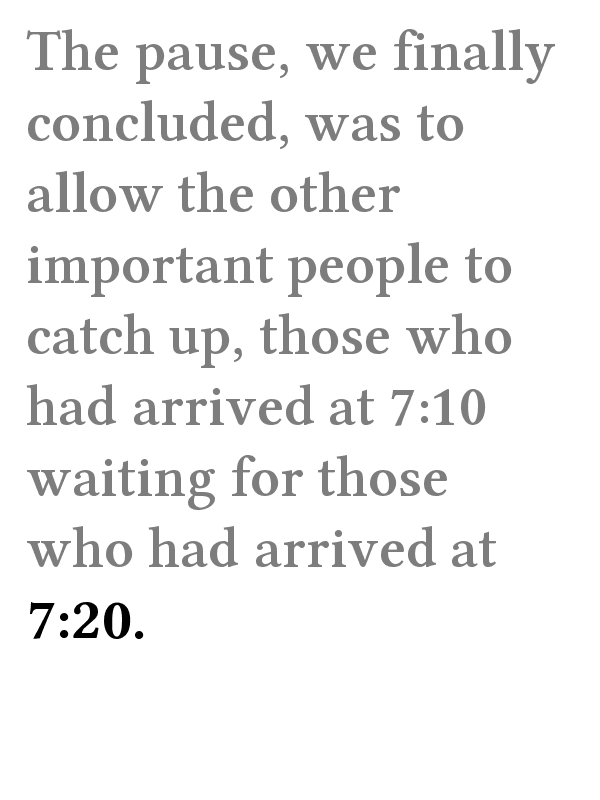 The pause, we finally
concluded, was to
allow the other
important people to
catch up, those who
had arrived at 7:10
waiting for those
who had arrived at
7:20.